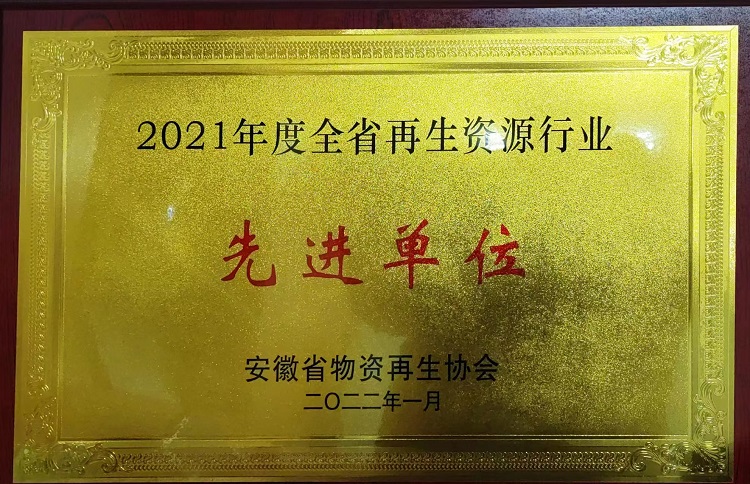 2021年度全省再生资源行业
先进单位
安徽省物资再生协会
二〇二二年一月